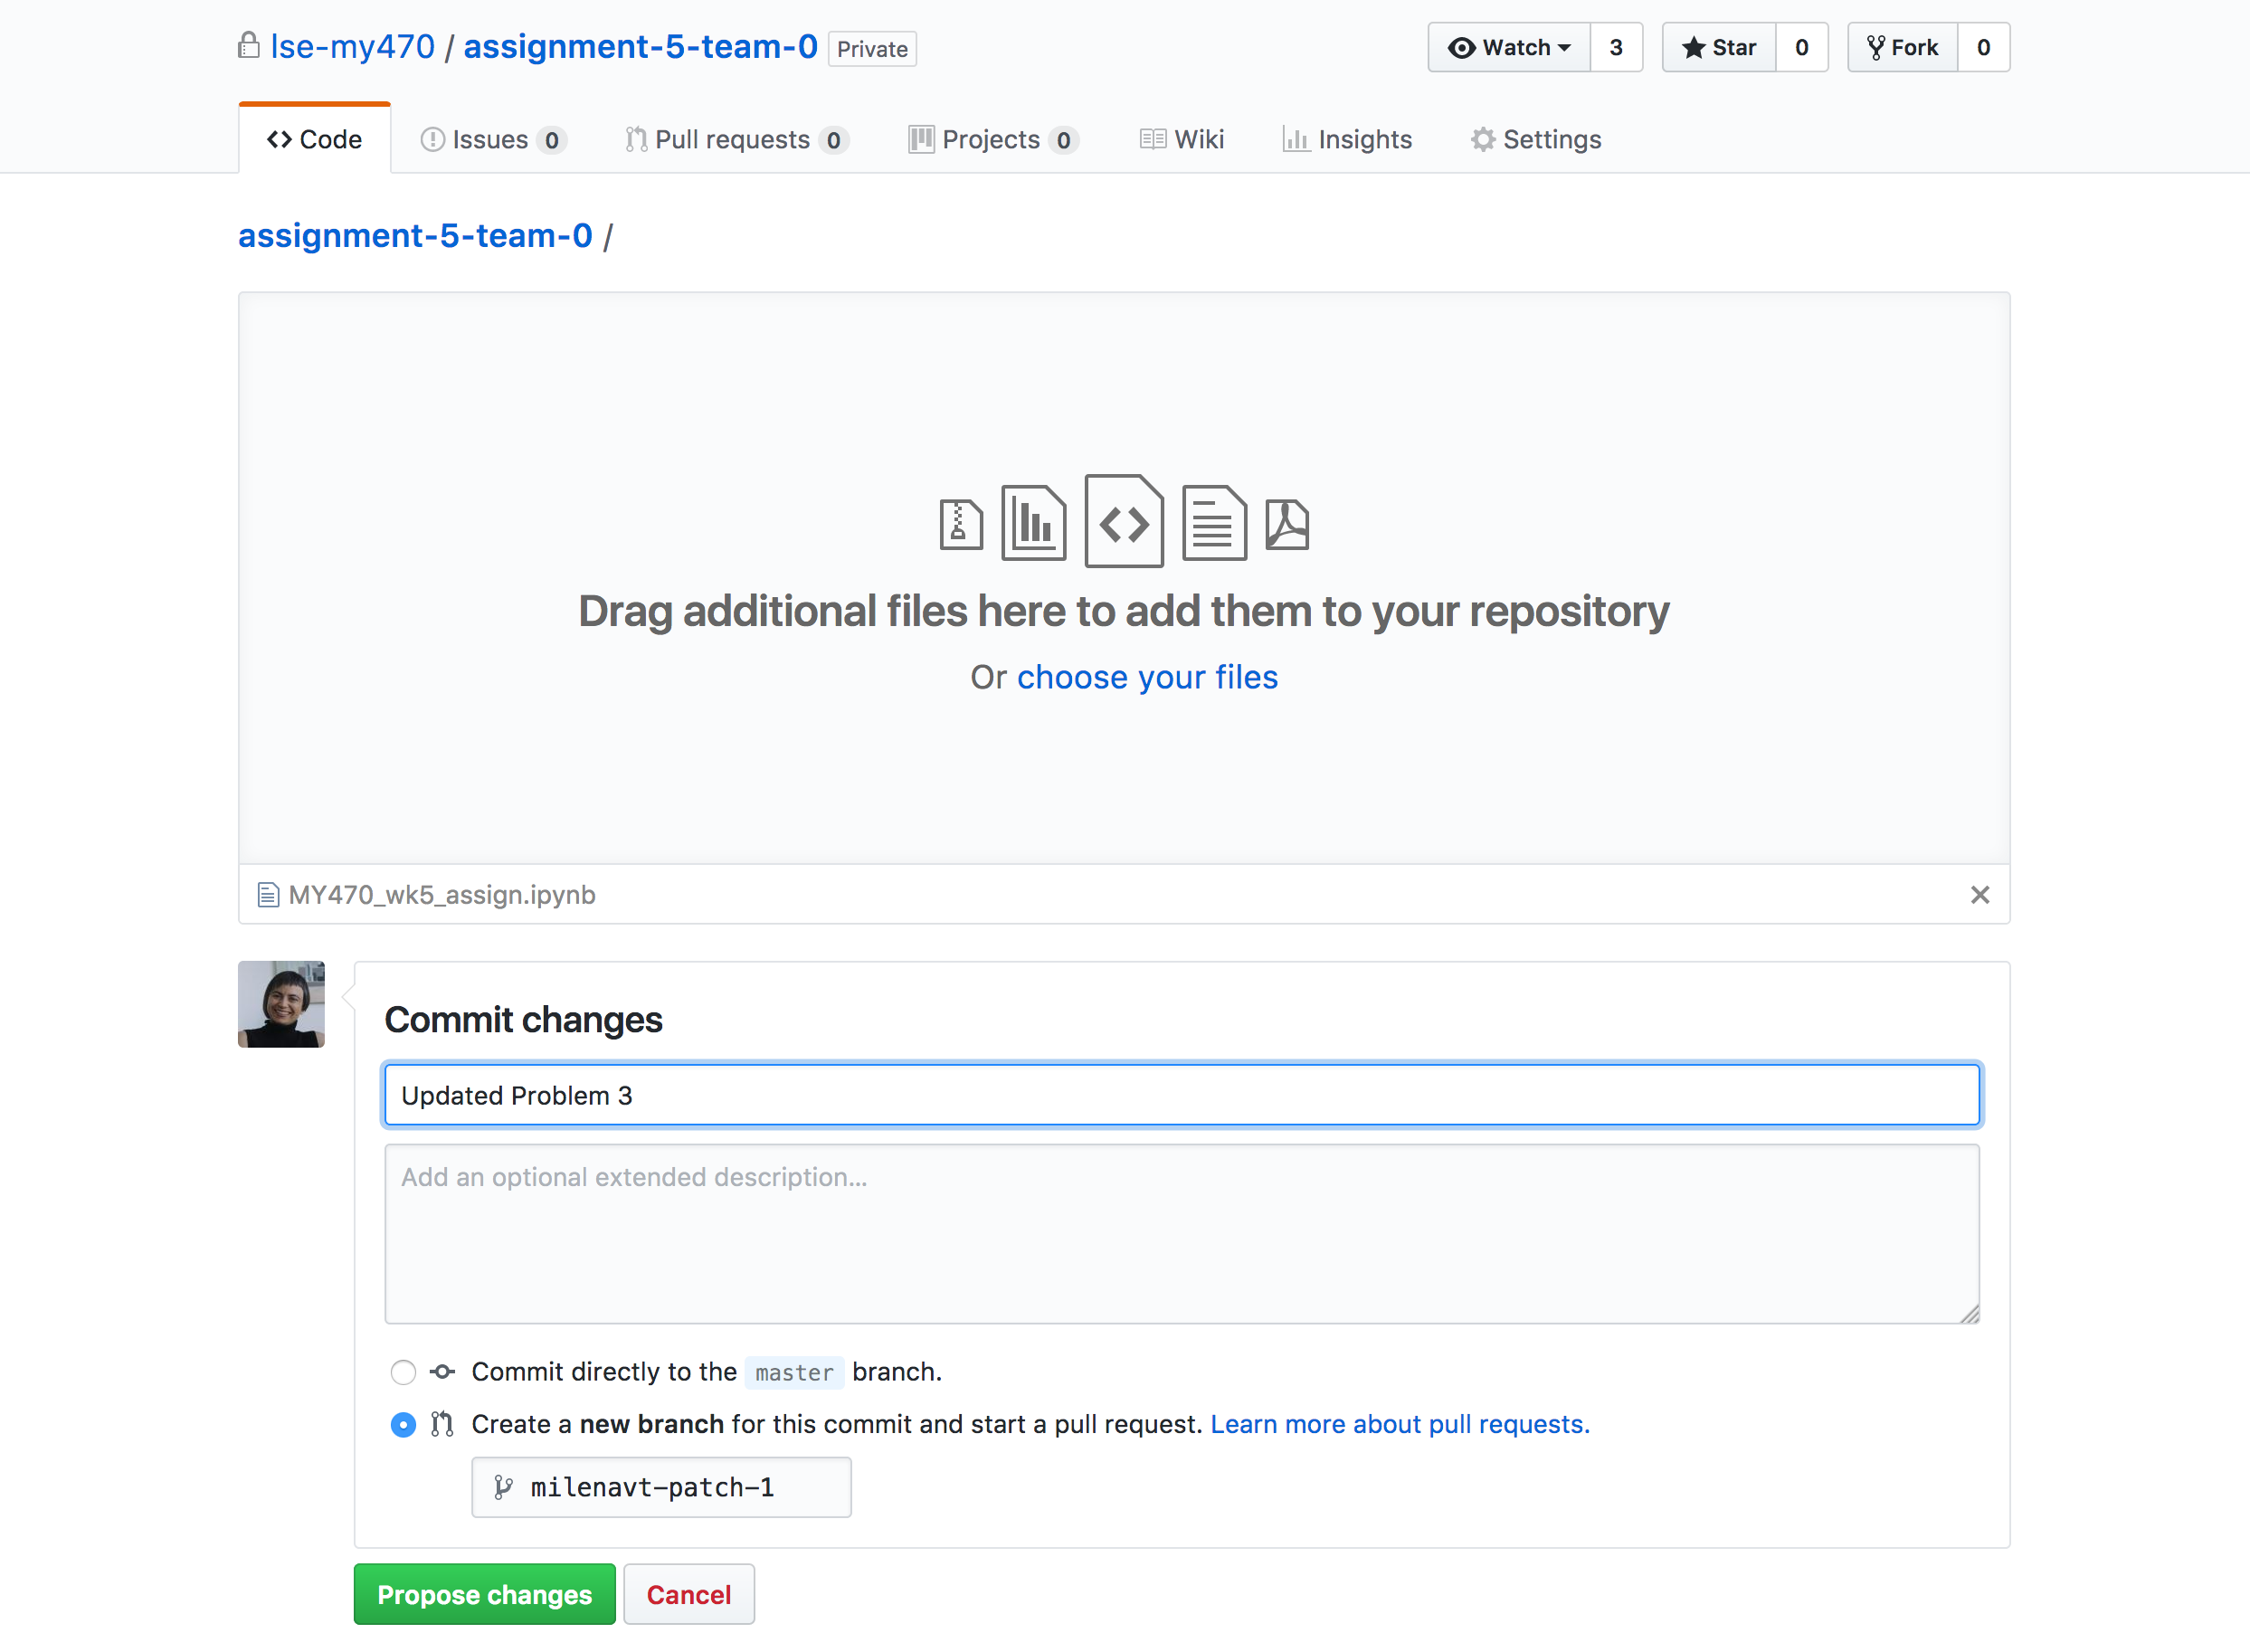 lse-my470 / assignment-5-team-0 Private
Watch 3 Star 0 Fork 0
Code Issues 0 Pull requests 0 Projects 0 Wiki Insights Settings
assignment-5-team-0 /
Drag additional files here to add them to your repository
Or choose your files
MY470_wk5_assign.ipynb
Commit changes
Updated Problem 3
Add an optional extended description...
Commit directly to the master branch.
Create a new branch for this commit and start a pull request. Learn more about pull requests.
milenavt-patch-1
Propose changes Cancel